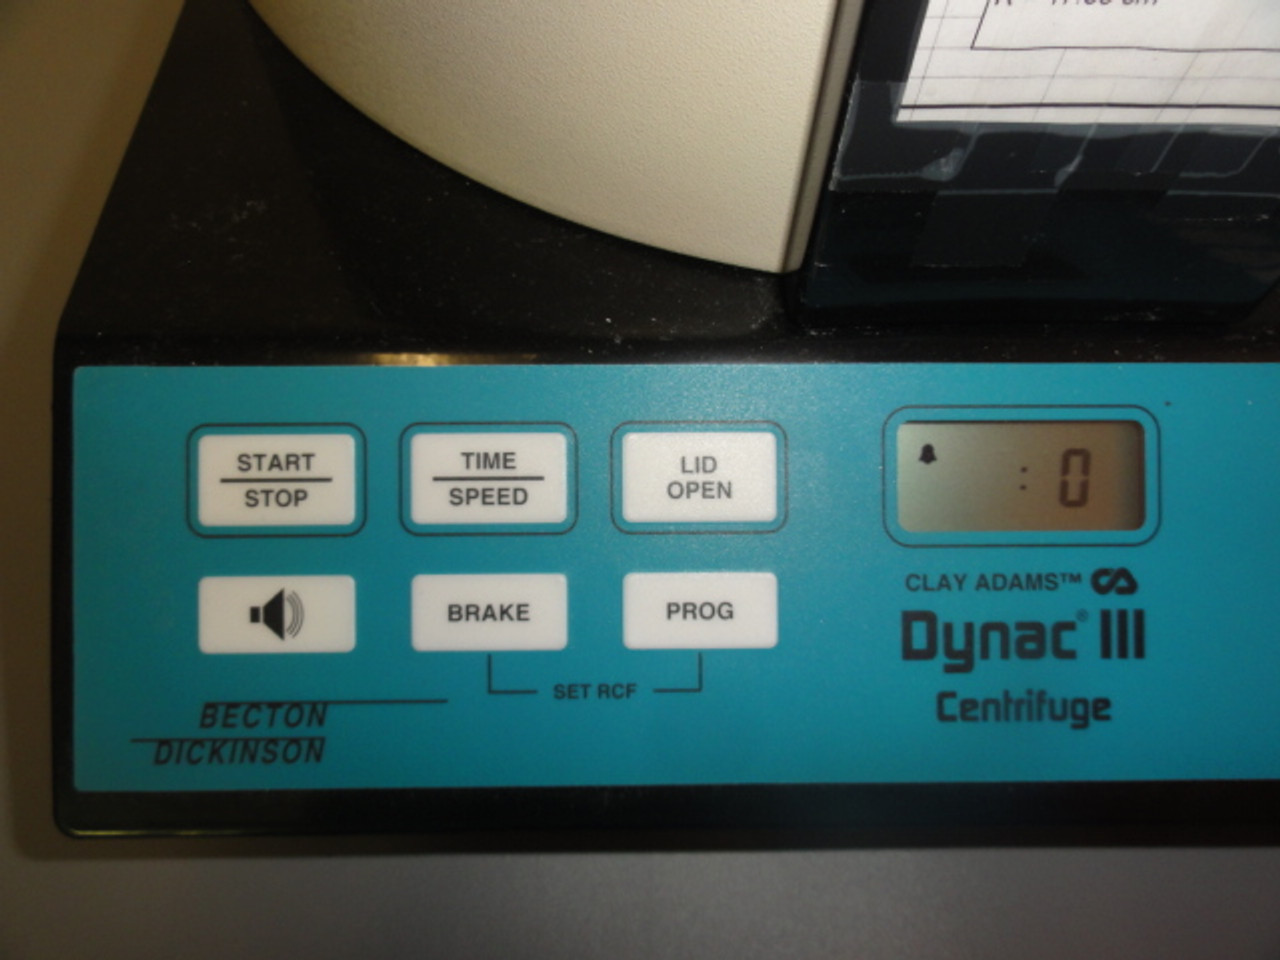 START
STOP
TIME
SPEED
LID
OPEN
: 0
BRAKE
PROG
SET RCF
BECTON
DICKINSON
CLAY ADAMS™
Dynac® III
Centrifuge